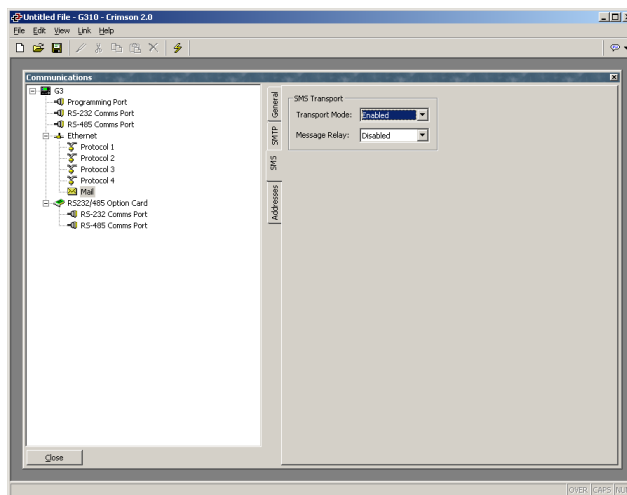 Untitled File - G310 - Crimson 2.0
File Edit View Link Help
Communications
G3
Programming Port
RS-232 Comms Port
RS-485 Comms Port
Ethernet
Protocol 1
Protocol 2
Protocol 3
Protocol 4
Mail
RS232/485 Option Card
RS-232 Comms Port
RS-485 Comms Port
General
SMTP
SMS
Addresses
SMS Transport
Transport Mode: Enabled
Message Relay: Disabled
Close
OVER CAPS NU